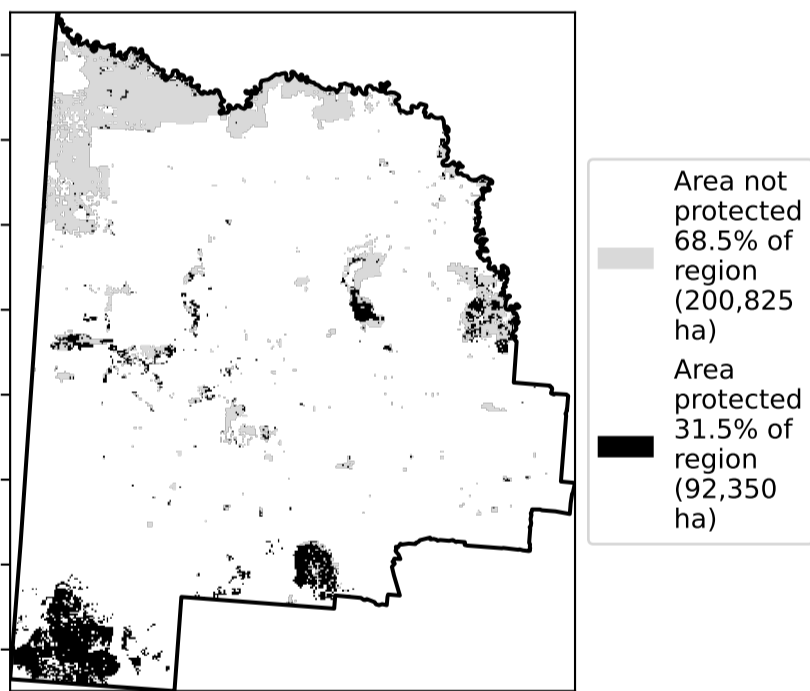 Area not
protected
68.5% of
region
(200,825
ha)
Area
protected
31.5% of
region
(92,350
ha)